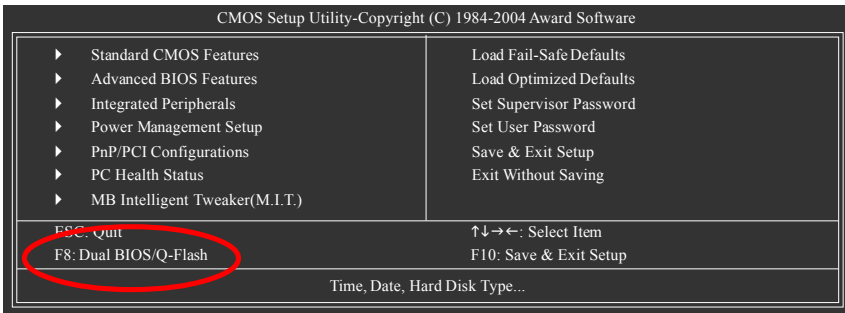 CMOS Setup Utility-Copyright (C) 1984-2004 Award Software
Standard CMOS Features
Advanced BIOS Features
Integrated Peripherals
Power Management Setup
PnP/PCI Configurations
PC Health Status
MB Intelligent Tweaker(M.I.T.)
Load Fail-Safe Defaults
Load Optimized Defaults
Set Supervisor Password
Set User Password
Save & Exit Setup
Exit Without Saving
ESC: Quit
↑↓→←: Select Item
F8: Dual BIOS/Q-Flash
F10: Save & Exit Setup
Time, Date, Hard Disk Type...